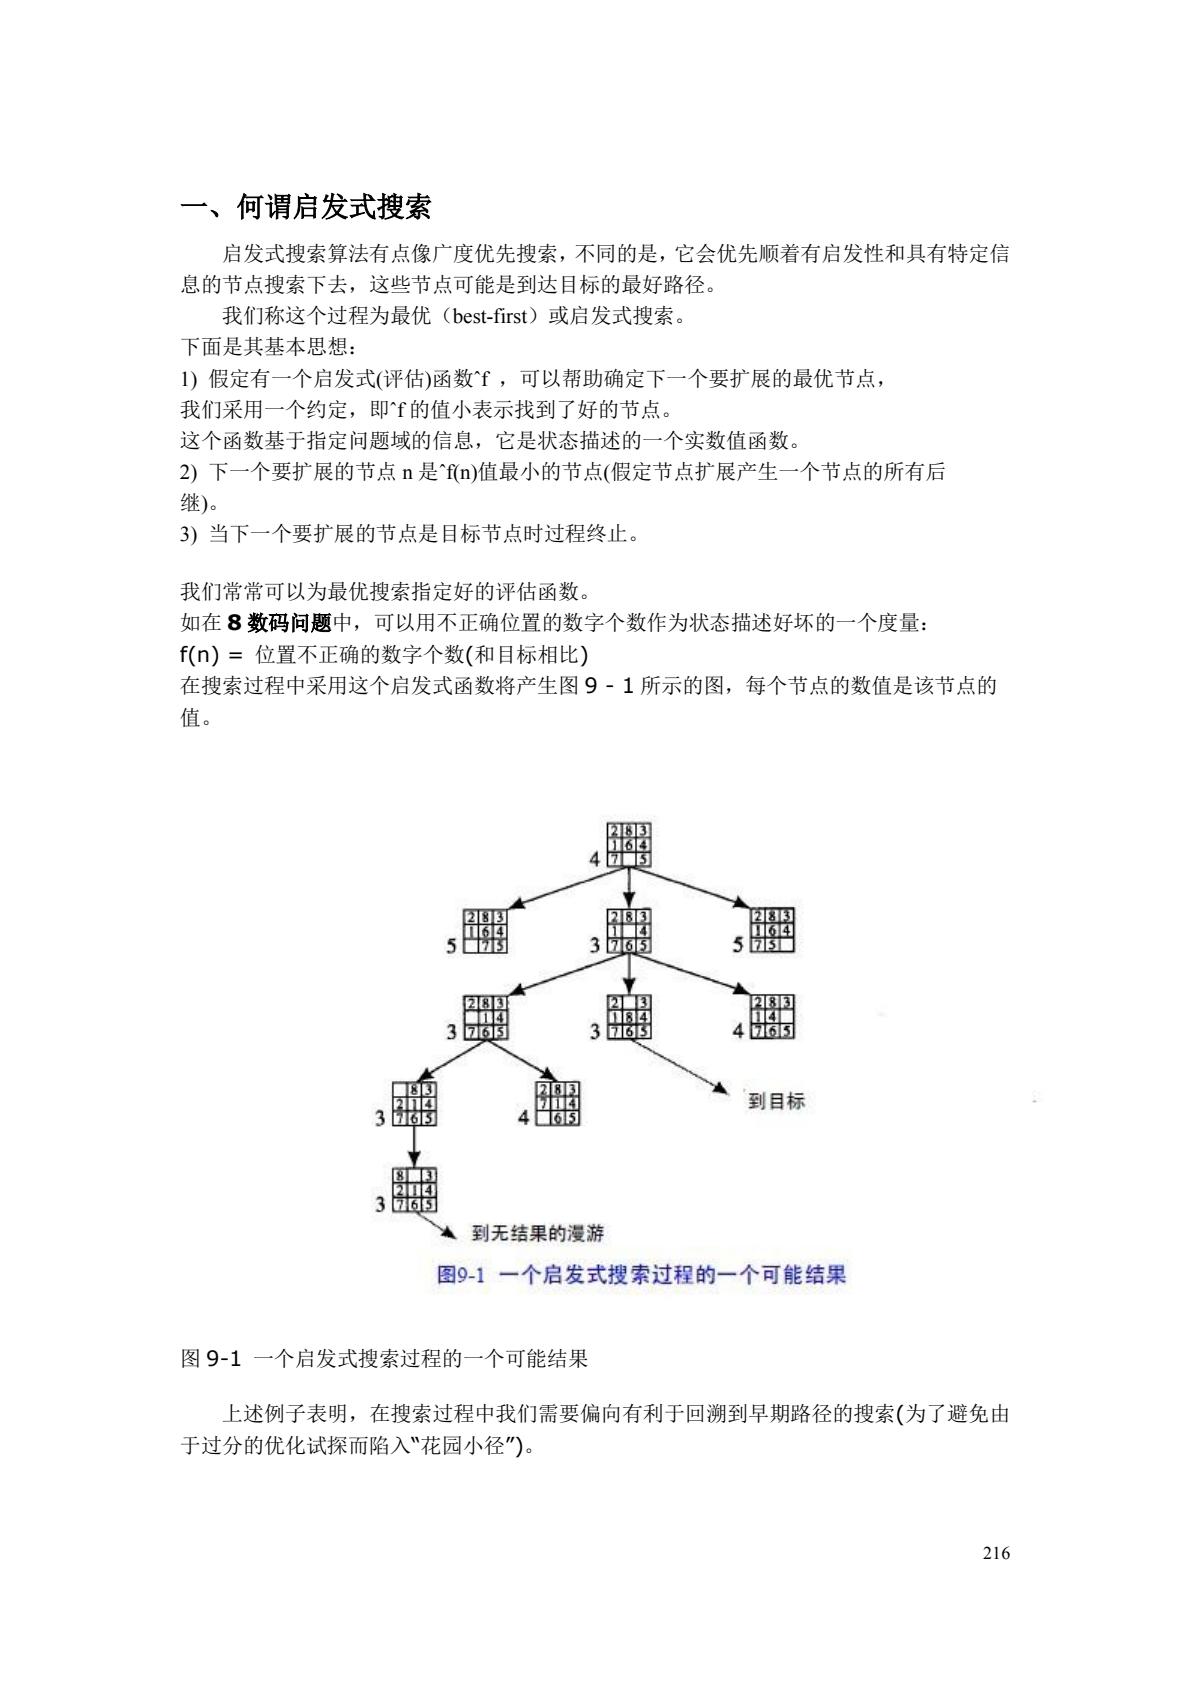 一、何谓启发式搜索
启发式搜索算法有点像广度优先搜索，不同的是，它会优先顺着有启发性和具有特定信
息的节点搜索下去，这些节点可能是到达目标的最好路径。
我们称这个过程为最优（best-first）或启发式搜索。
下面是其基本思想：
1) 假定有一个启发式(评估)函数ˆf ，可以帮助确定下一个要扩展的最优节点，
我们采用一个约定，即ˆf 的值小表示找到了好的节点。
这个函数基于指定问题域的信息，它是状态描述的一个实数值函数。
2) 下一个要扩展的节点 n 是ˆf(n)值最小的节点(假定节点扩展产生一个节点的所有后
继)。
3) 当下一个要扩展的节点是目标节点时过程终止。
我们常常可以为最优搜索指定好的评估函数。
如在 8 数码问题中，可以用不正确位置的数字个数作为状态描述好坏的一个度量：
f(n) = 位置不正确的数字个数(和目标相比)
在搜索过程中采用这个启发式函数将产生图 9 - 1 所示的图，每个节点的数值是该节点的
值。
2 8 3
1 6 4
4 7 5
2 8 3 2 8 3 2 8 3
1 6 4 1 4 1 6 4
5 7 5 3 7 6 5 5 7 5
2 8 3 2 3 2 8 3
1 4 1 8 4 1 4
3 7 6 5 3 7 6 5 4 7 6 5
8 3 2 8 3
2 1 4 7 1 4 到目标
3 7 6 5 4 6 5
8 3
2 1 4
3 7 6 5
到无结果的漫游
图9-1 一个启发式搜索过程的一个可能结果
图 9-1 一个启发式搜索过程的一个可能结果
上述例子表明，在搜索过程中我们需要偏向有利于回溯到早期路径的搜索(为了避免由
于过分的优化试探而陷入“花园小径”)。
216